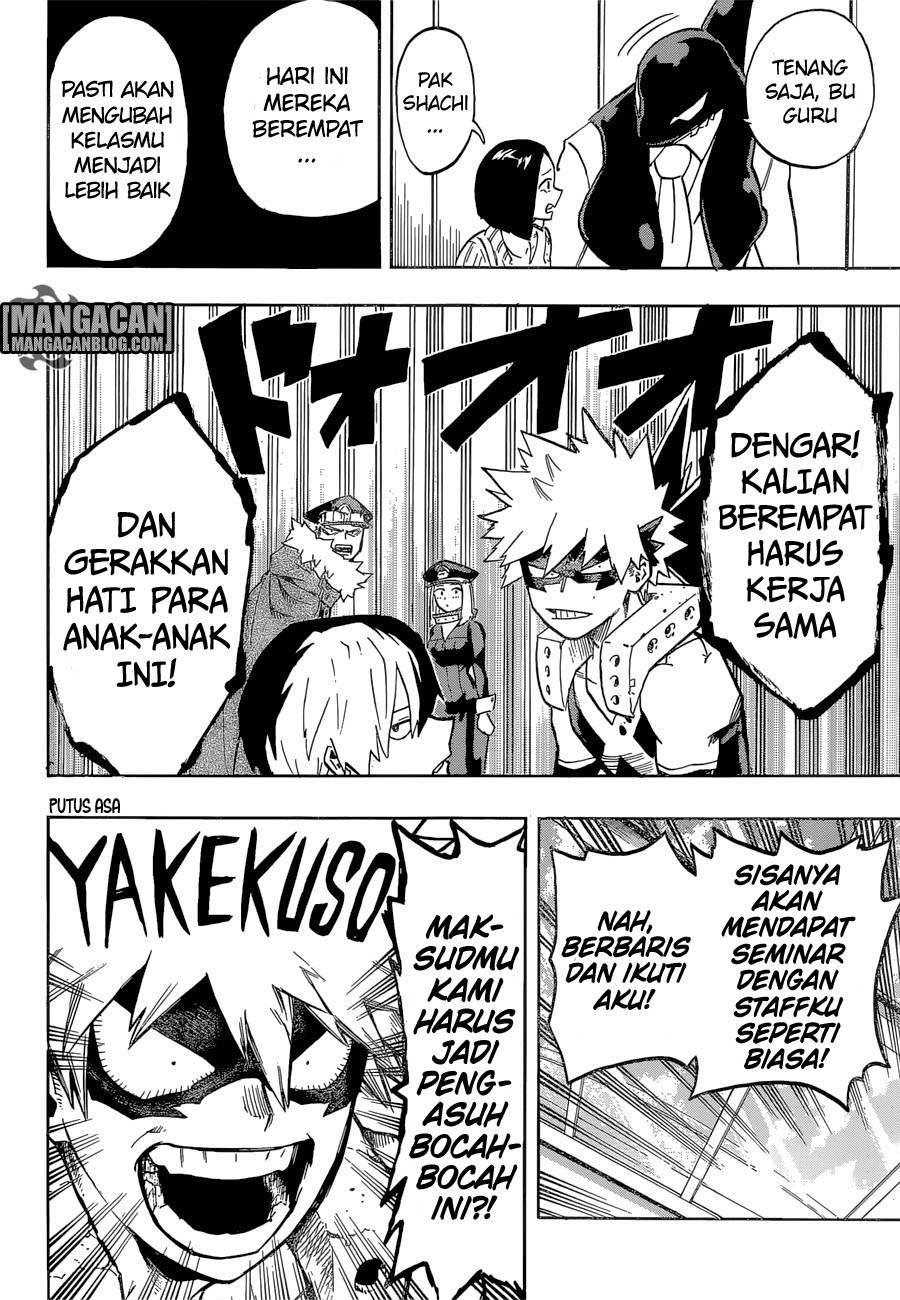 TENANG
SAJA, BU
GURU
PAK
SHACHI
...
HARI INI
MEREKA
BEREMPAT
...
PASTI AKAN
MENGUBAH
KELASMU
MENJADI
LEBIH BAIK
MANGACAN
MANGACANBLOG.COM
ドオオオ
DENGAR!
KALIAN
BEREMPAT
HARUS
KERJA
SAMA
DAN
GERAKKAN
HATI PARA
ANAK-ANAK
INI!
SISANYA
AKAN
MENDAPAT
SEMINAR
DENGAN
STAFFKU
SEPERTI
BIASA!
NAH,
BERBARIS
DAN IKUTI
AKU!
MAK-
SUDMU
KAMI
HARUS
JADI
PENG-
ASUH
BOCAH-
BOCAH
INI?!
PUTUS ASA
YAKEKUSO